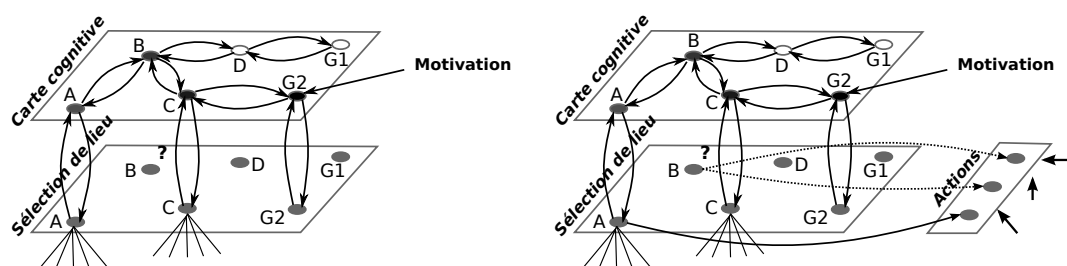 Carte cognitive
B
D
G1
A
C
G2
Motivation
Sélection de lieu
?
B
D
G1
A
C
G2
Carte cognitive
B
D
G1
A
C
G2
Motivation
Sélection de lieu
?
B
D
G1
A
C
G2
Actions